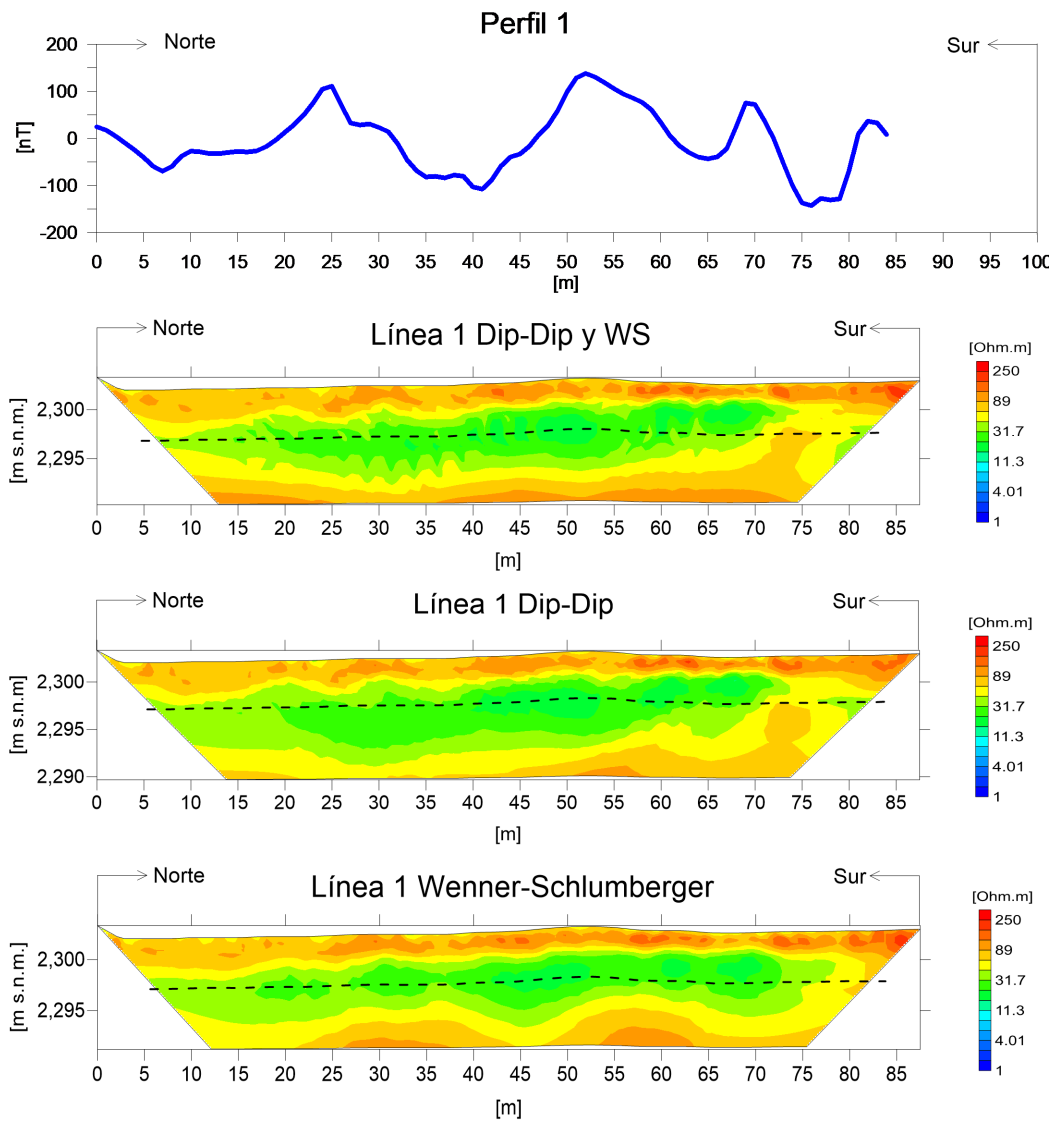 Perfil 1
Norte
Sur
200
100
0
-100
-200
[nT]
0 5 10 15 20 25 30 35 40 45 50 55 60 65 70 75 80 85 90 95 100
[m]
Línea 1 Dip-Dip y WS
Norte
Sur
2,300
2,295
[m s.n.m.]
0 5 10 15 20 25 30 35 40 45 50 55 60 65 70 75 80 85
[m]
[Ohm.m]
250
89
31.7
11.3
4.01
1
Línea 1 Dip-Dip
Norte
Sur
2,300
2,295
2,290
[m s.n.m]
0 5 10 15 20 25 30 35 40 45 50 55 60 65 70 75 80 85
[m]
[Ohm.m]
250
89
31.7
11.3
4.01
1
Línea 1 Wenner-Schlumberger
Norte
Sur
2,300
2,295
[m s.n.m.]
0 5 10 15 20 25 30 35 40 45 50 55 60 65 70 75 80 85
[m]
[Ohm.m]
250
89
31.7
11.3
4.01
1